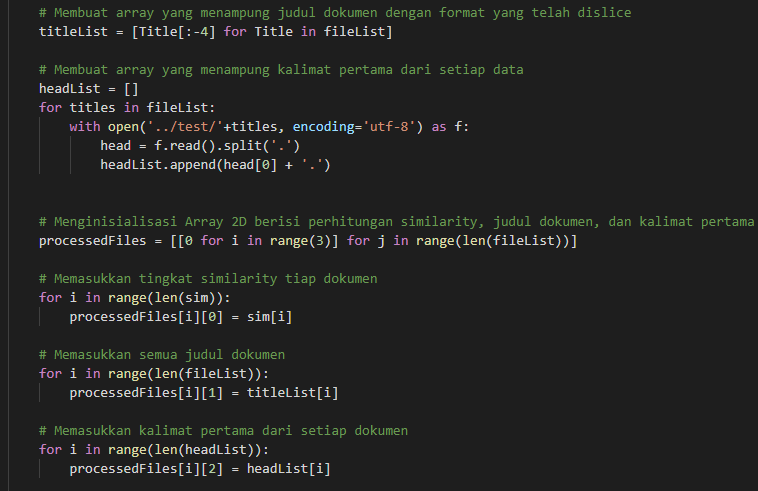 # Membuat array yang menampung judul dokumen dengan format yang telah dislice
titleList = [Title[:-4] for Title in fileList]
# Membuat array yang menampung kalimat pertama dari setiap data
headList = []
for titles in fileList:
    with open('../test/'+titles, encoding='utf-8') as f:
        head = f.read().split('.')
        headList.append(head[0] + '.')
# Menginisialisasi Array 2D berisi perhitungan similarity, judul dokumen, dan kalimat pertama
processedFiles = [[0 for i in range(3)] for j in range(len(fileList))]
# Memasukkan tingkat similarity tiap dokumen
for i in range(len(sim)):
    processedFiles[i][0] = sim[i]
# Memasukkan semua judul dokumen
for i in range(len(fileList)):
    processedFiles[i][1] = titleList[i]
# Memasukkan kalimat pertama dari setiap dokumen
for i in range(len(headList)):
    processedFiles[i][2] = headList[i]